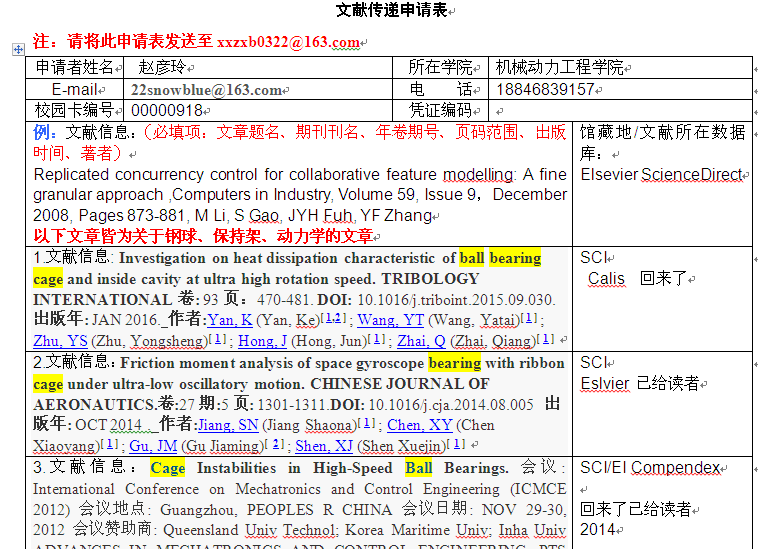 文献传递申请表
注：请将此申请表发送至 xxzxb0322@163.com
申请者姓名 赵彦玲 所在学院 机械动力工程学院
E-mail 22snowblue@163.com 电 话 18846839157
校园卡编号 00000918 凭证编码
例：文献信息：（必填项：文章题名、期刊刊名、年卷期号、页码范围、出版
时间、著者）
Replicated concurrency control for collaborative feature modelling: A fine
granular approach ,Computers in Industry, Volume 59, Issue 9, December
2008, Pages 873-881, M Li, S Gao, JYH Fuh, YF Zhang
以下文章皆为关于钢球、保持架、动力学的文章
馆藏地/文献所在数据
库：
Elsevier ScienceDirect
1.文献信息: Investigation on heat dissipation characteristic of ball bearing
cage and inside cavity at ultra high rotation speed. TRIBOLOGY
INTERNATIONAL 卷: 93 页：470-481. DOI: 10.1016/j.triboint.2015.09.030.
出版年: JAN 2016. 作者:Yan, K (Yan, Ke)[1,2] ; Wang, YT (Wang, Yatai)[1] ;
Zhu, YS (Zhu, Yongsheng)[1] ; Hong, J (Hong, Jun)[1] ; Zhai, Q (Zhai, Qiang)[1]
SCI
Calis 回来了
2.文献信息：Friction moment analysis of space gyroscope bearing with ribbon
cage under ultra-low oscillatory motion. CHINESE JOURNAL OF
AERONAUTICS.卷:27 期:5 页: 1301-1311.DOI: 10.1016/j.cja.2014.08.005 出
版年: OCT 2014 . 作者:Jiang, SN (Jiang Shaona)[1] ; Chen, XY (Chen
Xiaoyang)[1] ; Gu, JM (Gu Jiaming)[ 2] ; Shen, XJ (Shen Xuejin)[ 1]
SCI
Eslvier 已给读者
3.文献信息：Cage Instabilities in High-Speed Ball Bearings. 会议:
International Conference on Mechatronics and Control Engineering (ICMCE
2012) 会议地点: Guangzhou, PEOPLES R CHINA 会议日期: NOV 29-30,
2012 会议赞助商: Queensland Univ Technol; Korea Maritime Univ; Inha Univ
ADVANCES IN MECHATRONICS AND CONTROL ENGINEERING, PTS
SCI/EI Compendex
回来了已给读者
2014